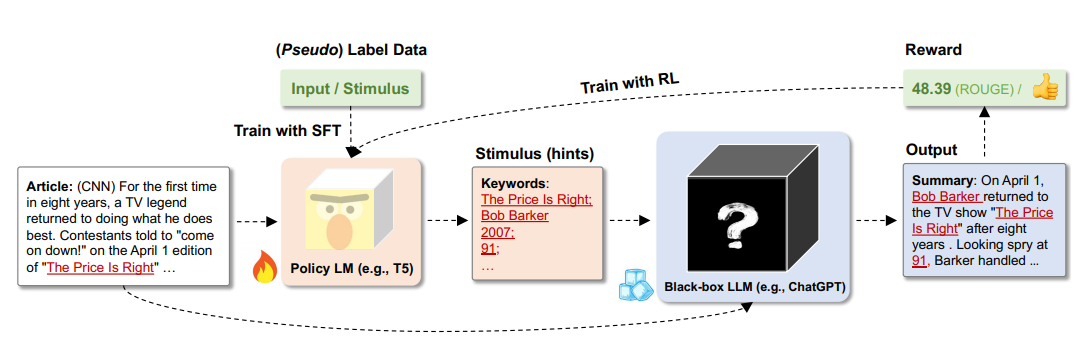 (Pseudo) Label Data
Reward
Input / Stimulus
Train with RL
48.39 (ROUGE) /
Train with SFT
Stimulus (hints)
Output
Article: (CNN) For the first time
in eight years, a TV legend
returned to doing what he does
best. Contestants told to "come
on down!" on the April 1 edition
of "The Price Is Right" ...
Policy LM (e.g., T5)
Keywords:
The Price Is Right;
Bob Barker
2007;
91;
...
?
Black-box LLM (e.g., ChatGPT)
Summary: On April 1,
Bob Barker returned to
the TV show "The Price
Is Right" after eight
years . Looking spry at
91, Barker handled ...